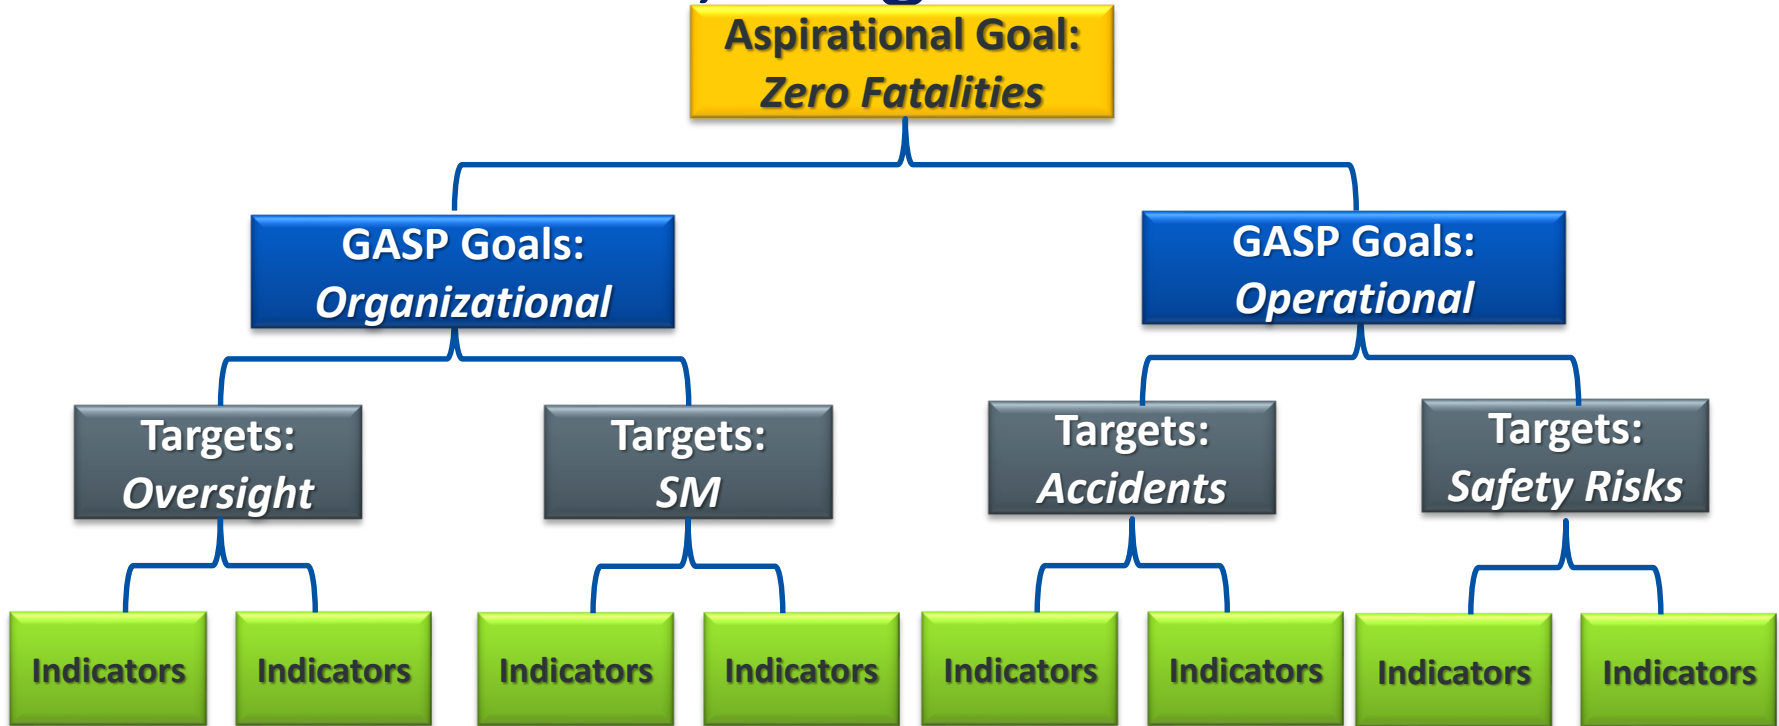 Aspirational Goal:
Zero Fatalities
GASP Goals:
Organizational
GASP Goals:
Operational
Targets:
Oversight
Targets:
SM
Targets:
Accidents
Targets:
Safety Risks
Indicators
Indicators
Indicators
Indicators
Indicators
Indicators
Indicators
Indicators